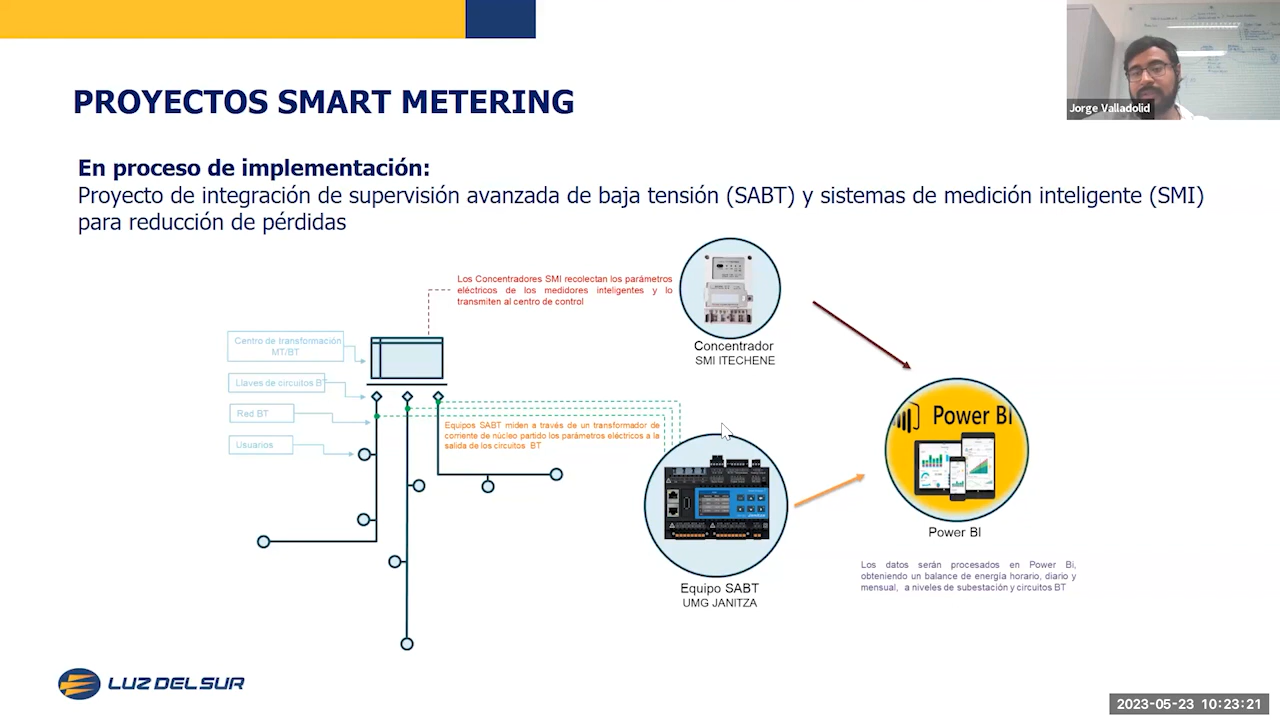 PROYECTOS SMART METERING
Jorge Valladolid
En proceso de implementación:
Proyecto de integración de supervisión avanzada de baja tensión (SABT) y sistemas de medición inteligente (SMI)
para reducción de pérdidas
Los Concentradores SMI recolectan los parámetros
eléctricos de los medidores inteligentes y lo
transmiten al centro de control
Concentrador
SMI ITECHENE
Centro de transformación
MT/BT
Llaves de circuitos BT
Red BT
Usuarios
Equipos SABT miden a través de un transformador de
corriente de núcleo partido los parámetros eléctricos a la
salida de los circuitos BT
Equipo SABT
UMG JANITZA
Power BI
Power BI
Los datos serán procesados en Power Bi,
obteniendo un balance de energía horario, diario y
mensual, a niveles de subestación y circuitos BT
LUZ DEL SUR
2023-05-23 10:23:21